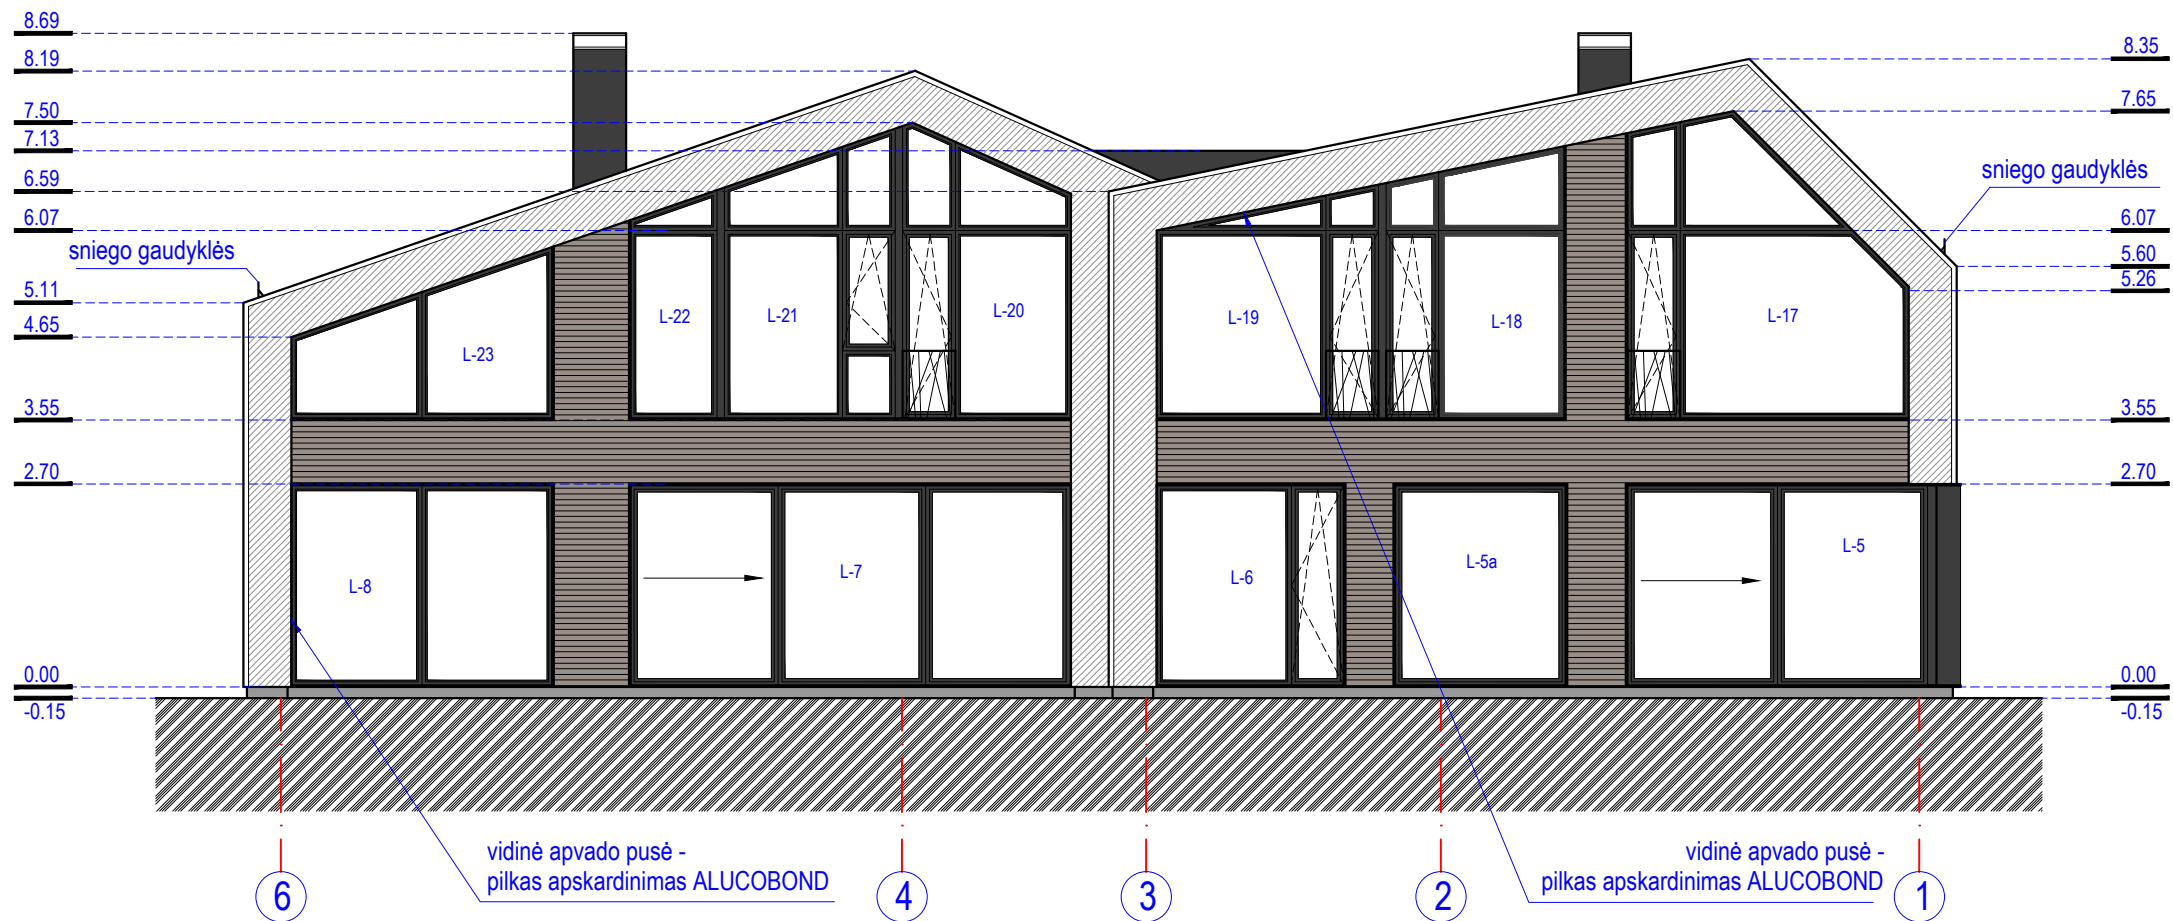 8.69
8.19
7.50
7.13
6.59
6.07
5.11
4.65
3.55
2.70
0.00
-0.15
sniego gaudyklės
8.35
7.65
6.07
5.60
5.26
3.55
2.70
0.00
-0.15
sniego gaudyklės
L-23
L-22
L-21
L-20
L-19
L-18
L-17
L-8
L-7
L-6
L-5a
L-5
vidinė apvado pusė -
pilkas apskardinimas ALUCOBOND
vidinė apvado pusė -
pilkas apskardinimas ALUCOBOND
6
4
3
2
1